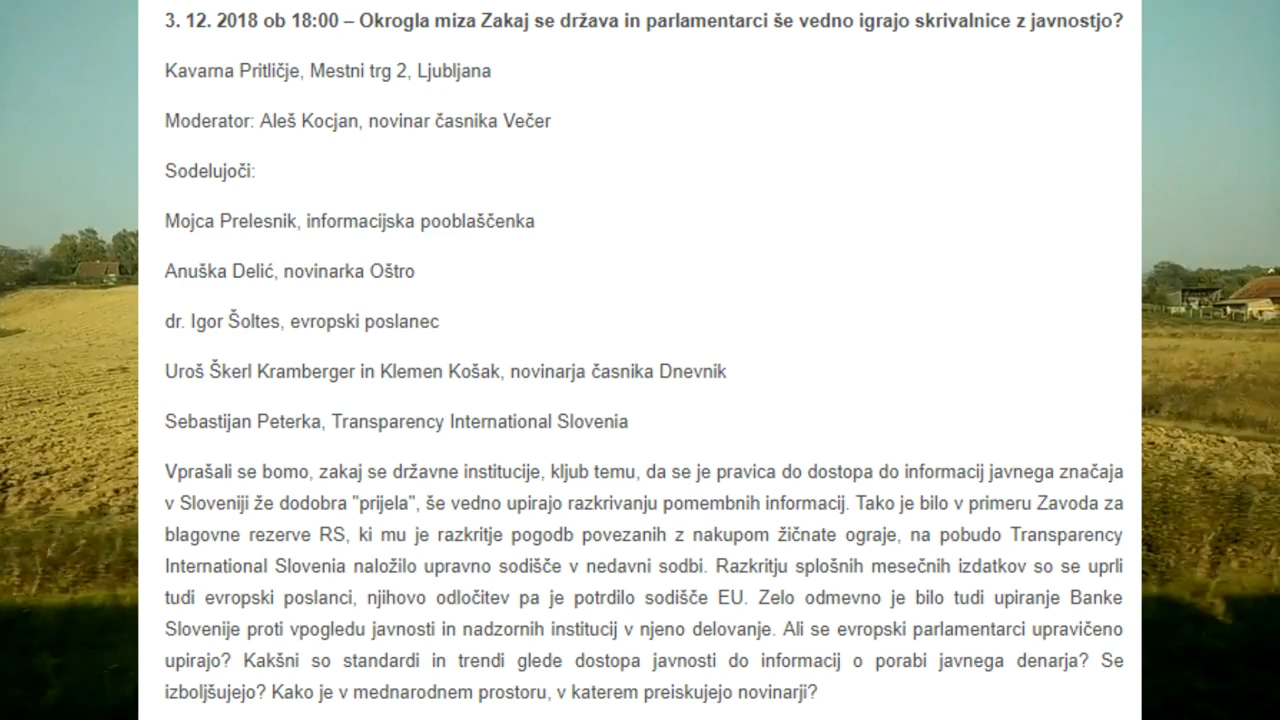 3. 12. 2018 ob 18:00 – Okrogla miza Zakaj se država in parlamentarci še vedno igrajo skrivalnice z javnostjo?
Kavarna Pritličje, Mestni trg 2, Ljubljana
Moderator: Aleš Kocjan, novinar časnika Večer
Sodelujoči:
Mojca Prelesnik, informacijska pooblaščenka
Anuška Delić, novinarka Oštro
dr. Igor Šoltes, evropski poslanec
Uroš Škerl Kramberger in Klemen Košak, novinarja časnika Dnevnik
Sebastijan Peterka, Transparency International Slovenia
Vprašali se bomo, zakaj se državne institucije, kljub temu, da se je pravica do dostopa do informacij javnega značaja
v Sloveniji že dodobra "prijela", še vedno upirajo razkrivanju pomembnih informacij. Tako je bilo v primeru Zavoda za
blagovne rezerve RS, ki mu je razkritje pogodb povezanih z nakupom žičnate ograje, na pobudo Transparency
International Slovenia naložilo upravno sodišče v nedavni sodbi. Razkritju splošnih mesečnih izdatkov so se uprli
tudi evropski poslanci, njihovo odločitev pa je potrdilo sodišče EU. Zelo odmevno je bilo tudi upiranje Banke
Slovenije proti vpogledu javnosti in nadzornih institucij v njeno delovanje. Ali se evropski parlamentarci upravičeno
upirajo? Kakšni so standardi in trendi glede dostopa javnosti do informacij o porabi javnega denarja? Se
izboljšujejo? Kako je v mednarodnem prostoru, v katerem preiskujejo novinarji?